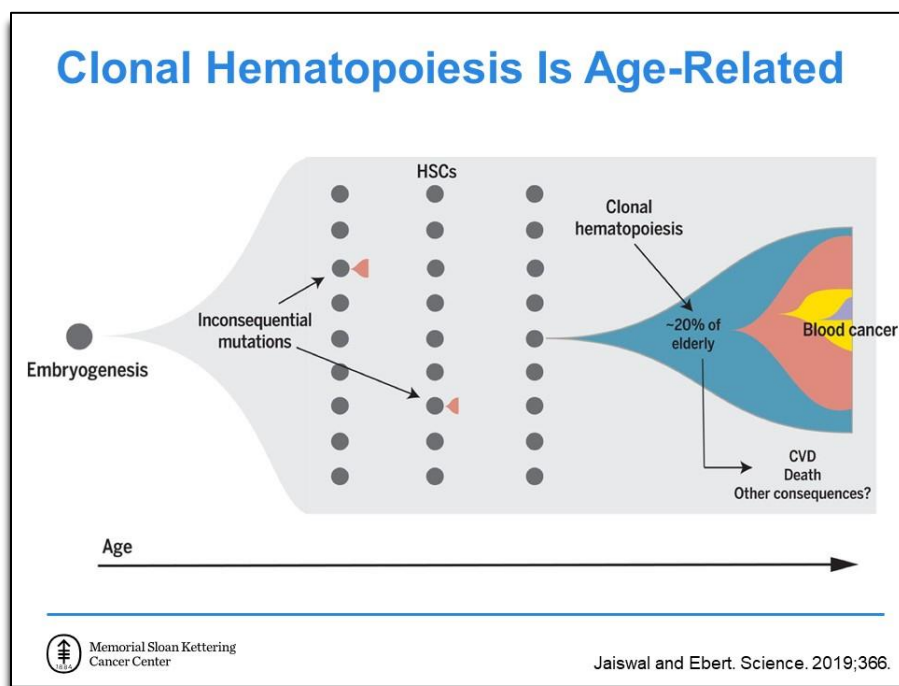 Clonal Hematopoiesis Is Age-Related
HSCs
Clonal
hematopoiesis
Inconsequential
mutations
~20% of
elderly
Blood cancer
Embryogenesis
CVD
Death
Other consequences?
Age
1884
Memorial Sloan Kettering
Cancer Center
Jaiswal and Ebert. Science. 2019;366.